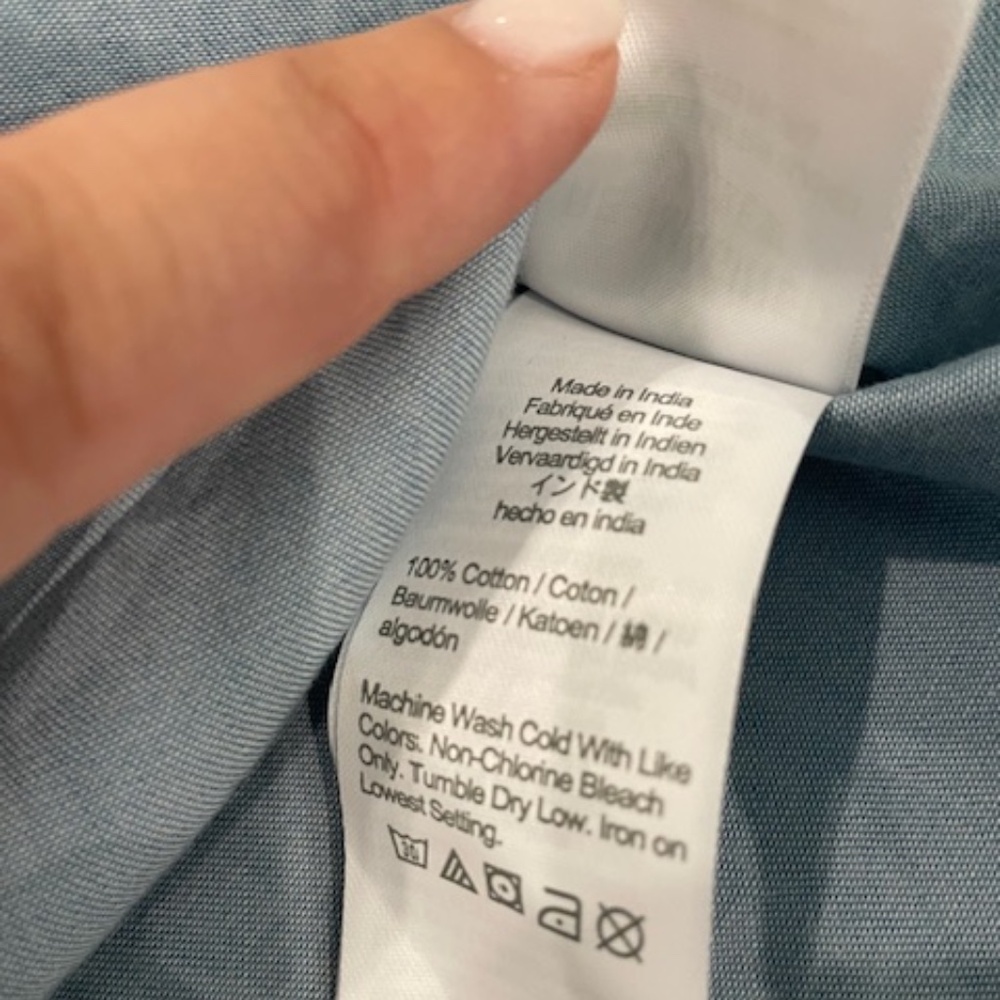 Made in India
Fabriqué en Inde
Hergestellt in Indien
Vervaardigd in India
インド製
hecho en india
100% Cotton / Coton /
Baumwolle / Katoen / 綿 /
algodón
Machine Wash Cold With Like
Colors. Non-Chlorine Bleach
Only. Tumble Dry Low. Iron on
Lowest Setting.
30